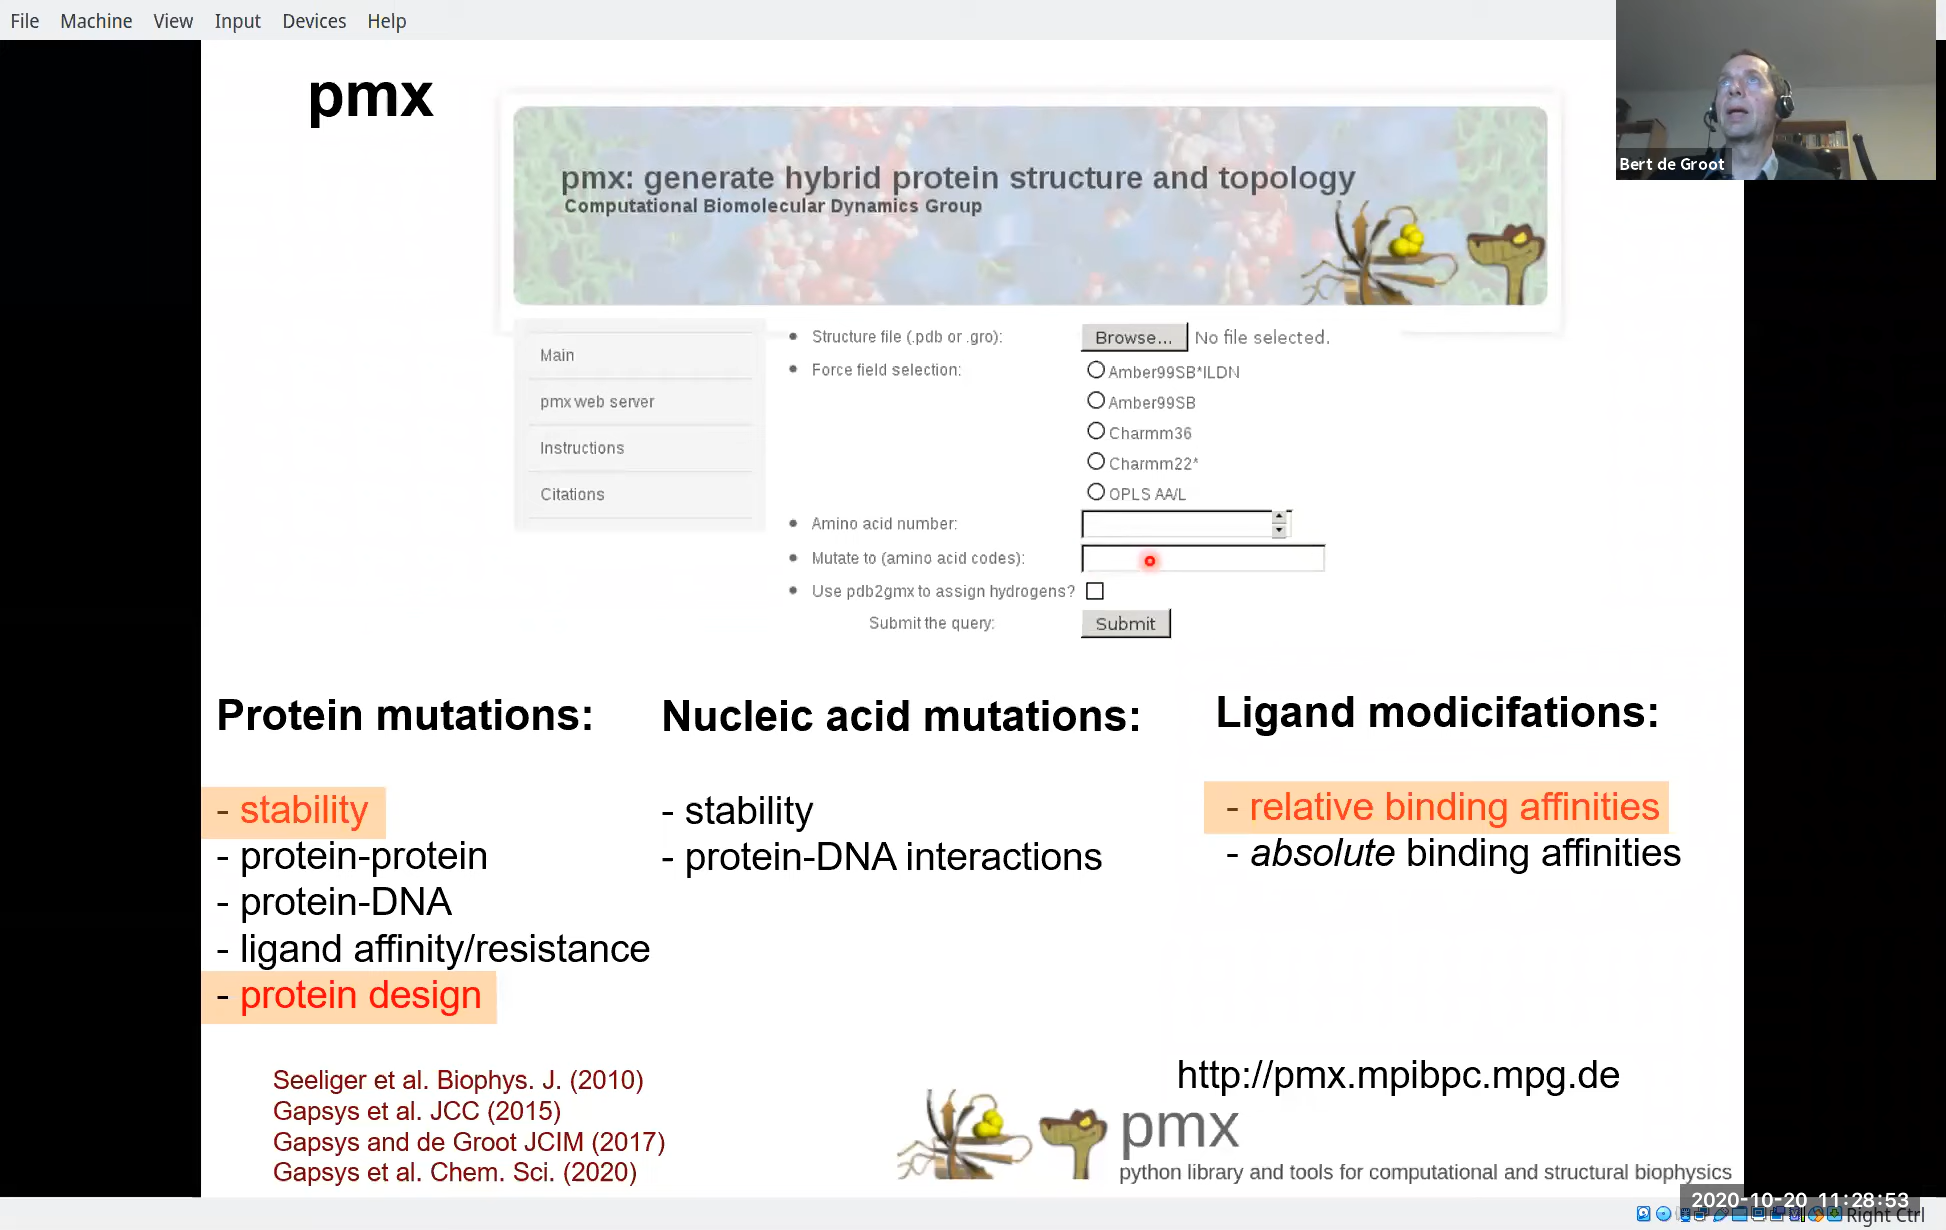 File Machine View Input Devices Help
pmx
Bert de Groot
pmx: generate hybrid protein structure and topology
Computational Biomolecular Dynamics Group
Main
pmx web server
Instructions
Citations
Structure file (.pdb or .gro): Browse... No file selected.
Force field selection: Amber99SB*ILDN
Amber99SB
Charmm36
Charmm22*
OPLS AA/L
Amino acid number:
Mutate to (amino acid codes):
Use pdb2gmx to assign hydrogens?
Submit the query: Submit
Protein mutations:
- stability
- protein-protein
- protein-DNA
- ligand affinity/resistance
- protein design
Nucleic acid mutations:
- stability
- protein-DNA interactions
Ligand modicifations:
- relative binding affinities
- absolute binding affinities
Seeliger et al. Biophys. J. (2010)
Gapsys et al. JCC (2015)
Gapsys and de Groot JCIM (2017)
Gapsys et al. Chem. Sci. (2020)
http://pmx.mpibpc.mpg.de
pmx
python library and tools for computational and structural biophysics
2020-10-20 11:28:53
Right Ctrl